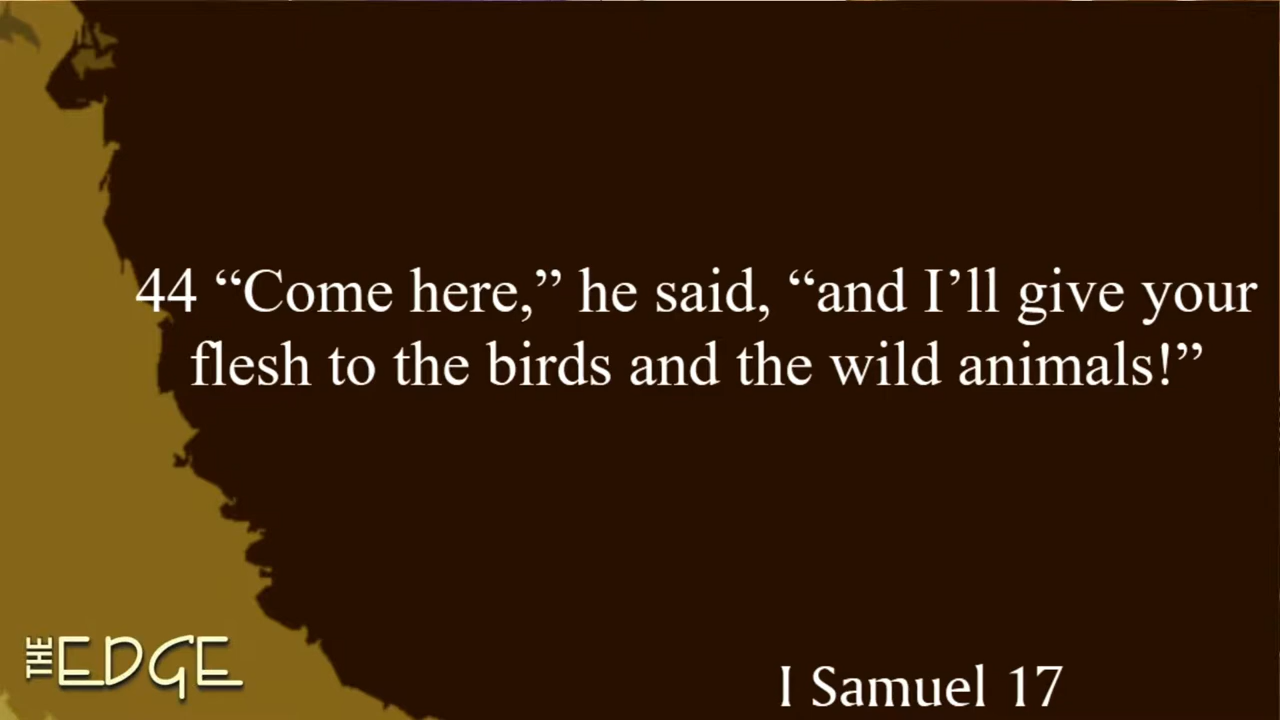 44 “Come here,” he said, “and I’ll give your
flesh to the birds and the wild animals!”
THE EDGE
I Samuel 17